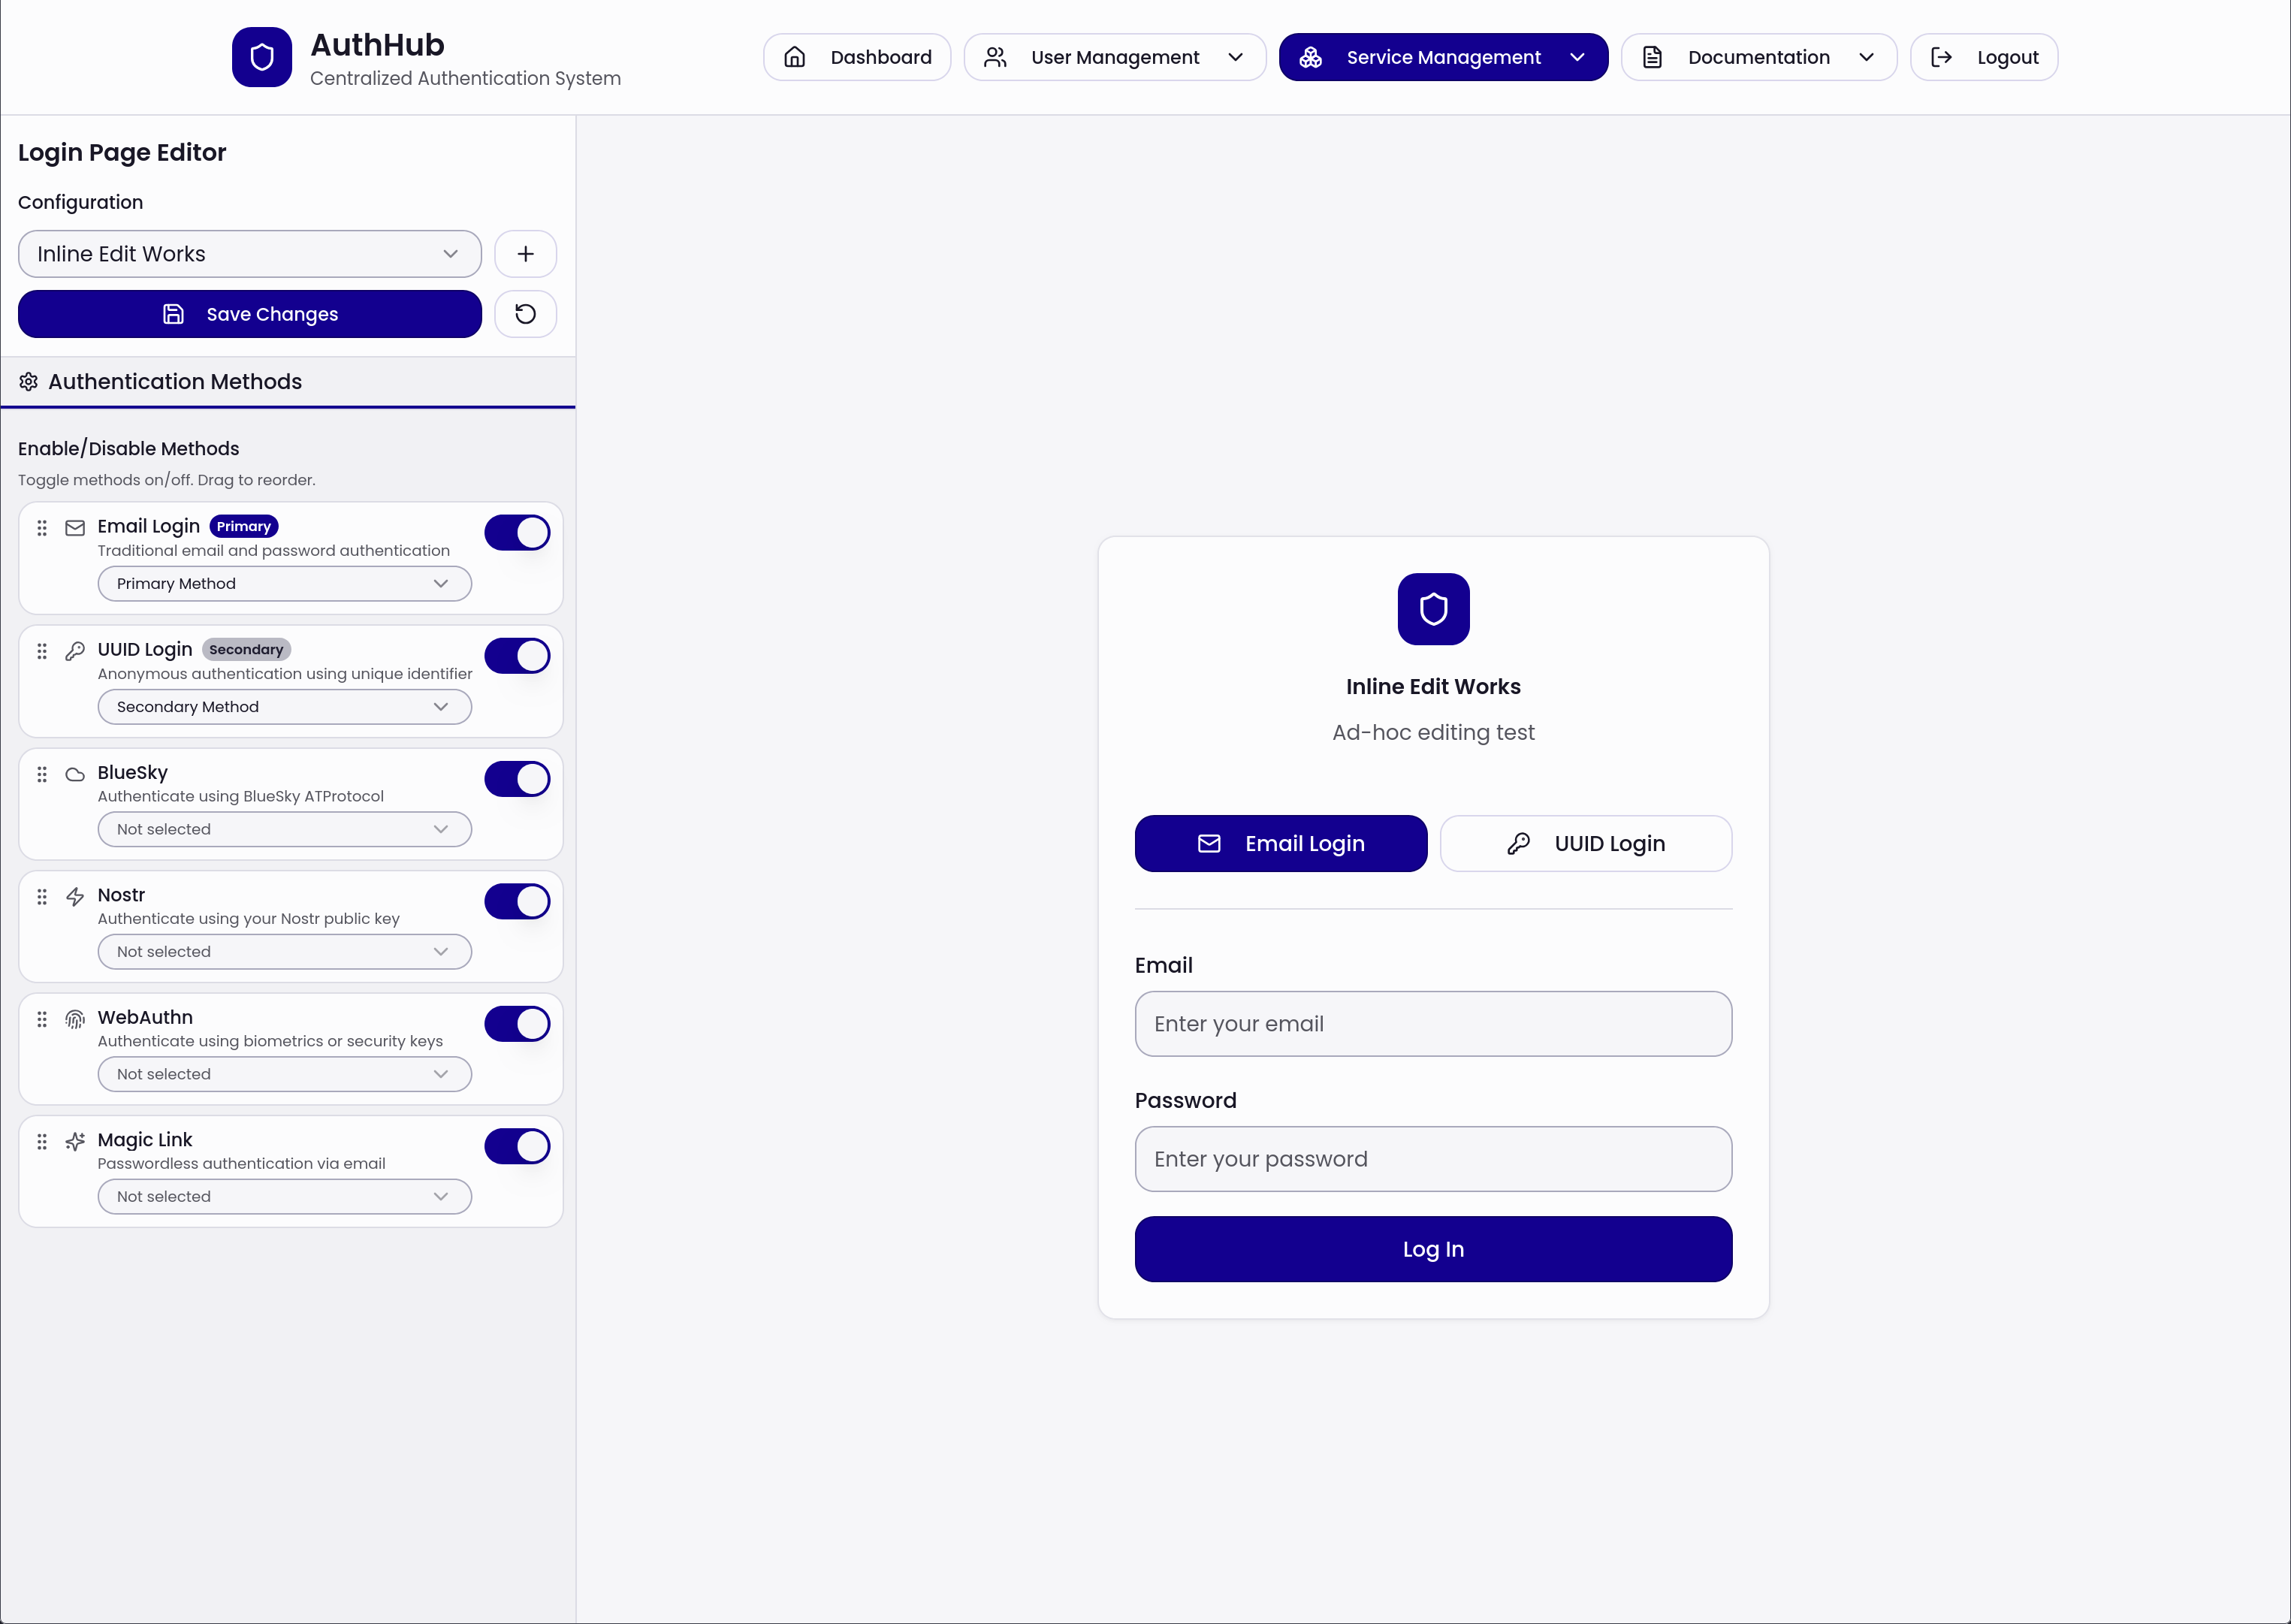 AuthHub
Centralized Authentication System
Dashboard
User Management
Service Management
Documentation
Logout
Login Page Editor
Configuration
Inline Edit Works
Save Changes
Authentication Methods
Enable/Disable Methods
Toggle methods on/off. Drag to reorder.
Email Login Primary
Traditional email and password authentication
Primary Method
UUID Login Secondary
Anonymous authentication using unique identifier
Secondary Method
BlueSky
Authenticate using BlueSky ATProtocol
Not selected
Nostr
Authenticate using your Nostr public key
Not selected
WebAuthn
Authenticate using biometrics or security keys
Not selected
Magic Link
Passwordless authentication via email
Not selected
Inline Edit Works
Ad-hoc editing test
Email Login
UUID Login
Email
Enter your email
Password
Enter your password
Log In